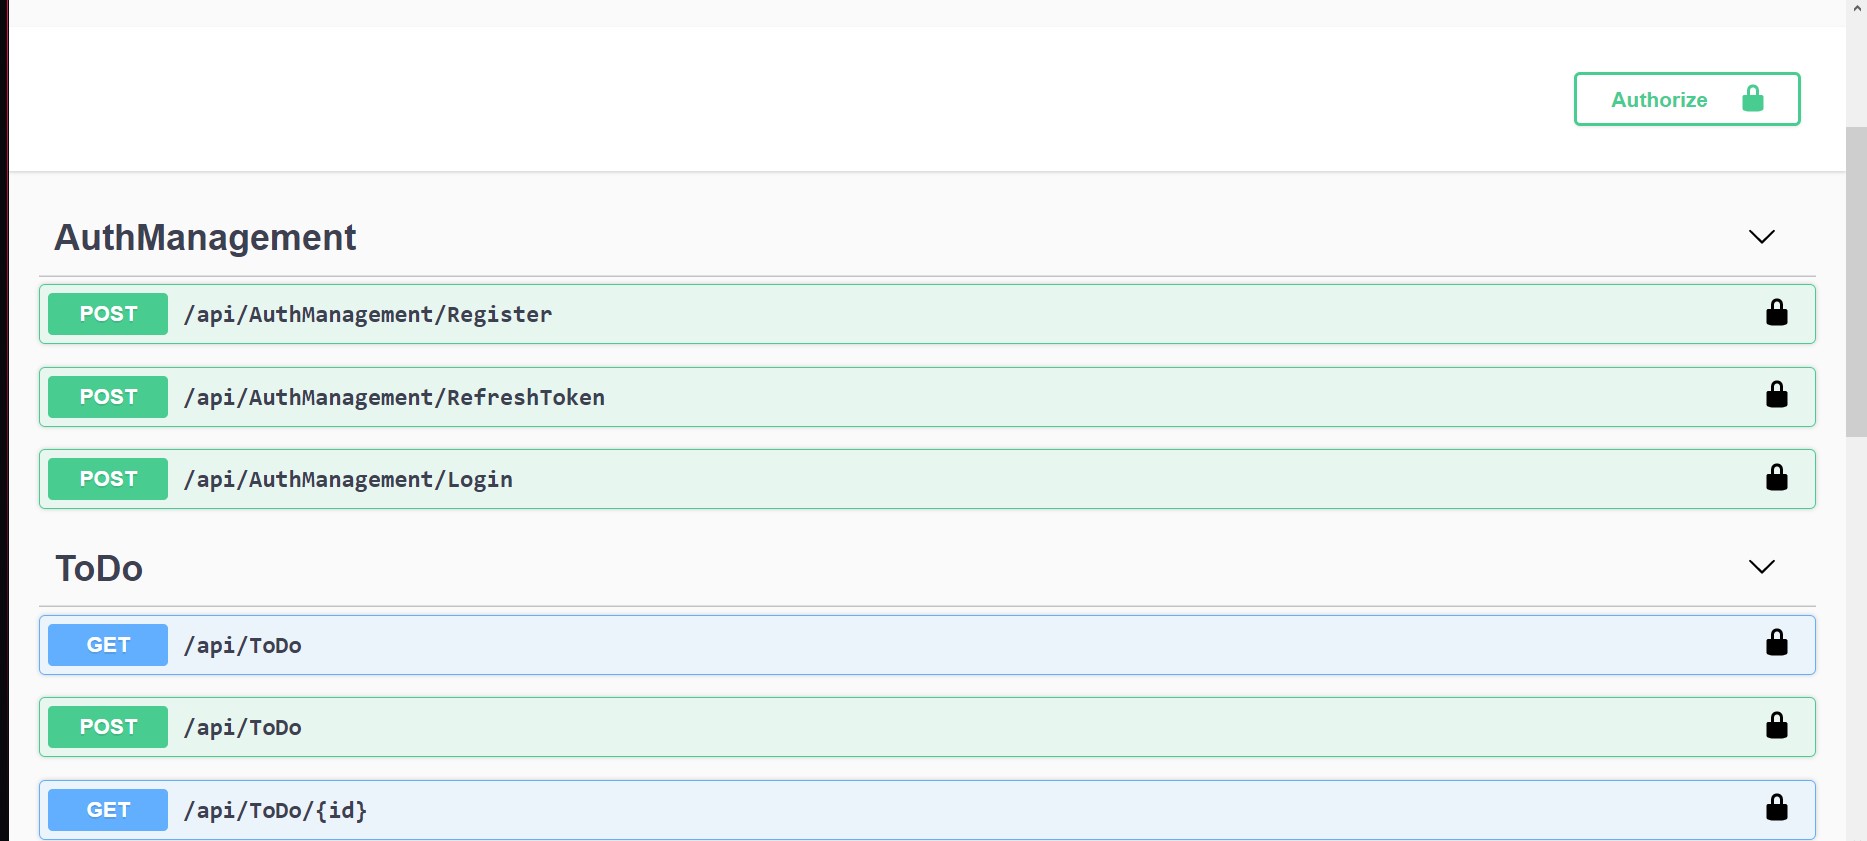 Authorize
AuthManagement
POST /api/AuthManagement/Register
POST /api/AuthManagement/RefreshToken
POST /api/AuthManagement/Login
ToDo
GET /api/ToDo
POST /api/ToDo
GET /api/ToDo/{id}